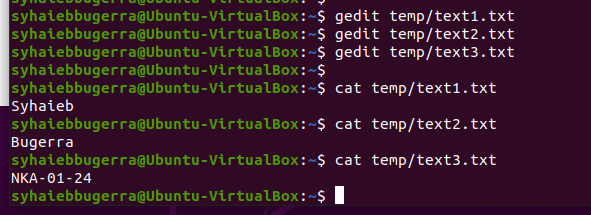 syhaiebbugerra@Ubuntu-VirtualBox:~$ gedit temp/text1.txt
syhaiebbugerra@Ubuntu-VirtualBox:~$ gedit temp/text2.txt
syhaiebbugerra@Ubuntu-VirtualBox:~$ gedit temp/text3.txt
syhaiebbugerra@Ubuntu-VirtualBox:~$
syhaiebbugerra@Ubuntu-VirtualBox:~$ cat temp/text1.txt
Syhaieb
syhaiebbugerra@Ubuntu-VirtualBox:~$ cat temp/text2.txt
Bugerra
syhaiebbugerra@Ubuntu-VirtualBox:~$ cat temp/text3.txt
NKA-01-24
syhaiebbugerra@Ubuntu-VirtualBox:~$